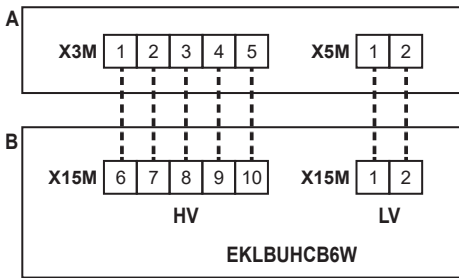 A
X3M 1 2 3 4 5 X5M 1 2
B
X15M 6 7 8 9 10 X15M 1 2
HV LV
EKLBUHCB6W